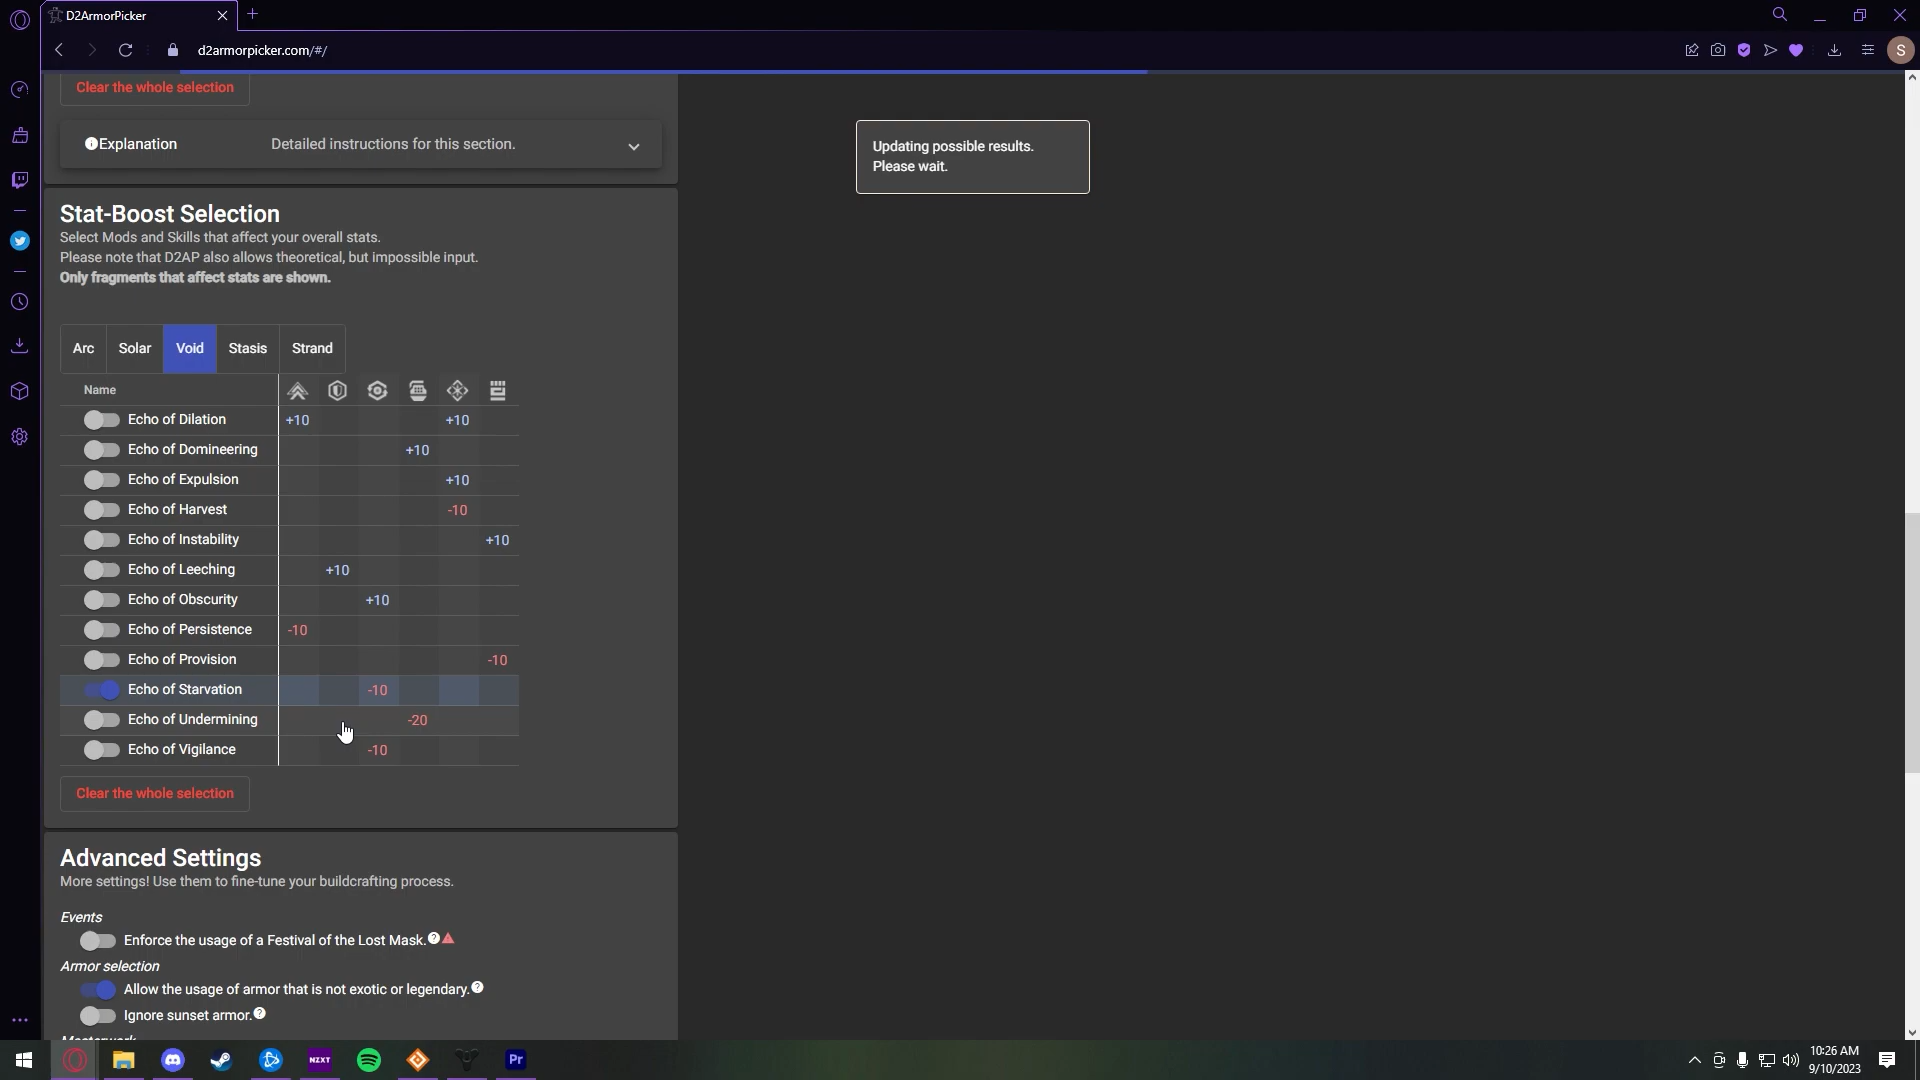 D2ArmorPicker
d2armorpicker.com/#/
S
Clear the whole selection
Explanation Detailed instructions for this section.
Updating possible results.
Please wait.
Stat-Boost Selection
Select Mods and Skills that affect your overall stats.
Please note that D2AP also allows theoretical, but impossible input.
Only fragments that affect stats are shown.
Arc Solar Void Stasis Strand
Name
Echo of Dilation +10 +10
Echo of Domineering +10
Echo of Expulsion +10
Echo of Harvest -10
Echo of Instability +10
Echo of Leeching +10
Echo of Obscurity +10
Echo of Persistence -10
Echo of Provision -10
Echo of Starvation -10
Echo of Undermining -20
Echo of Vigilance -10
Clear the whole selection
Advanced Settings
More settings! Use them to fine-tune your buildcrafting process.
Events
Enforce the usage of a Festival of the Lost Mask.
Armor selection
Allow the usage of armor that is not exotic or legendary.
Ignore sunset armor.
NZXT
Pr
10:26 AM
9/10/2023